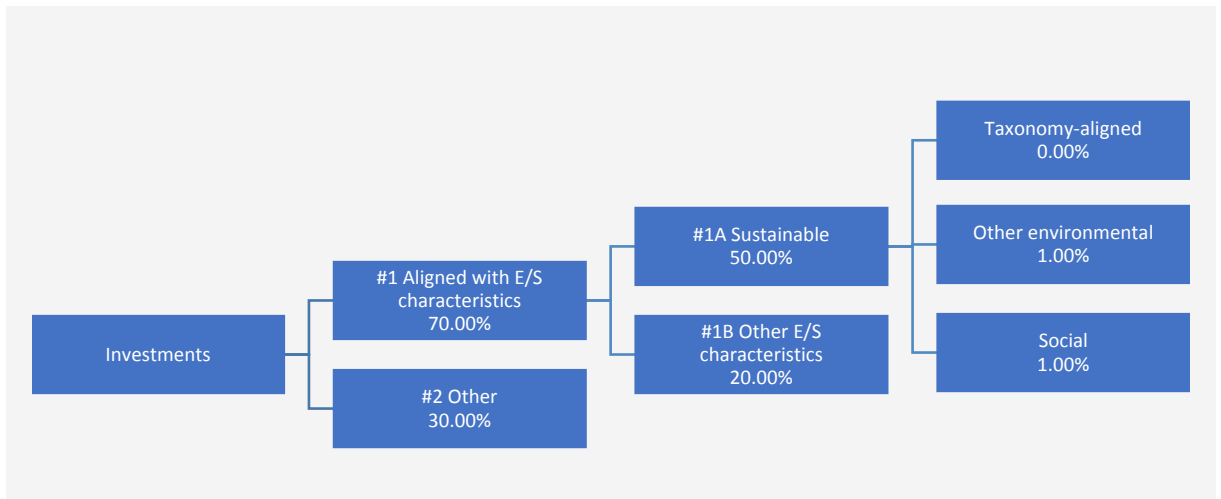 Investments
#1 Aligned with E/S
characteristics
70.00%
#2 Other
30.00%
#1A Sustainable
50.00%
#1B Other E/S
characteristics
20.00%
Taxonomy-aligned
0.00%
Other environmental
1.00%
Social
1.00%